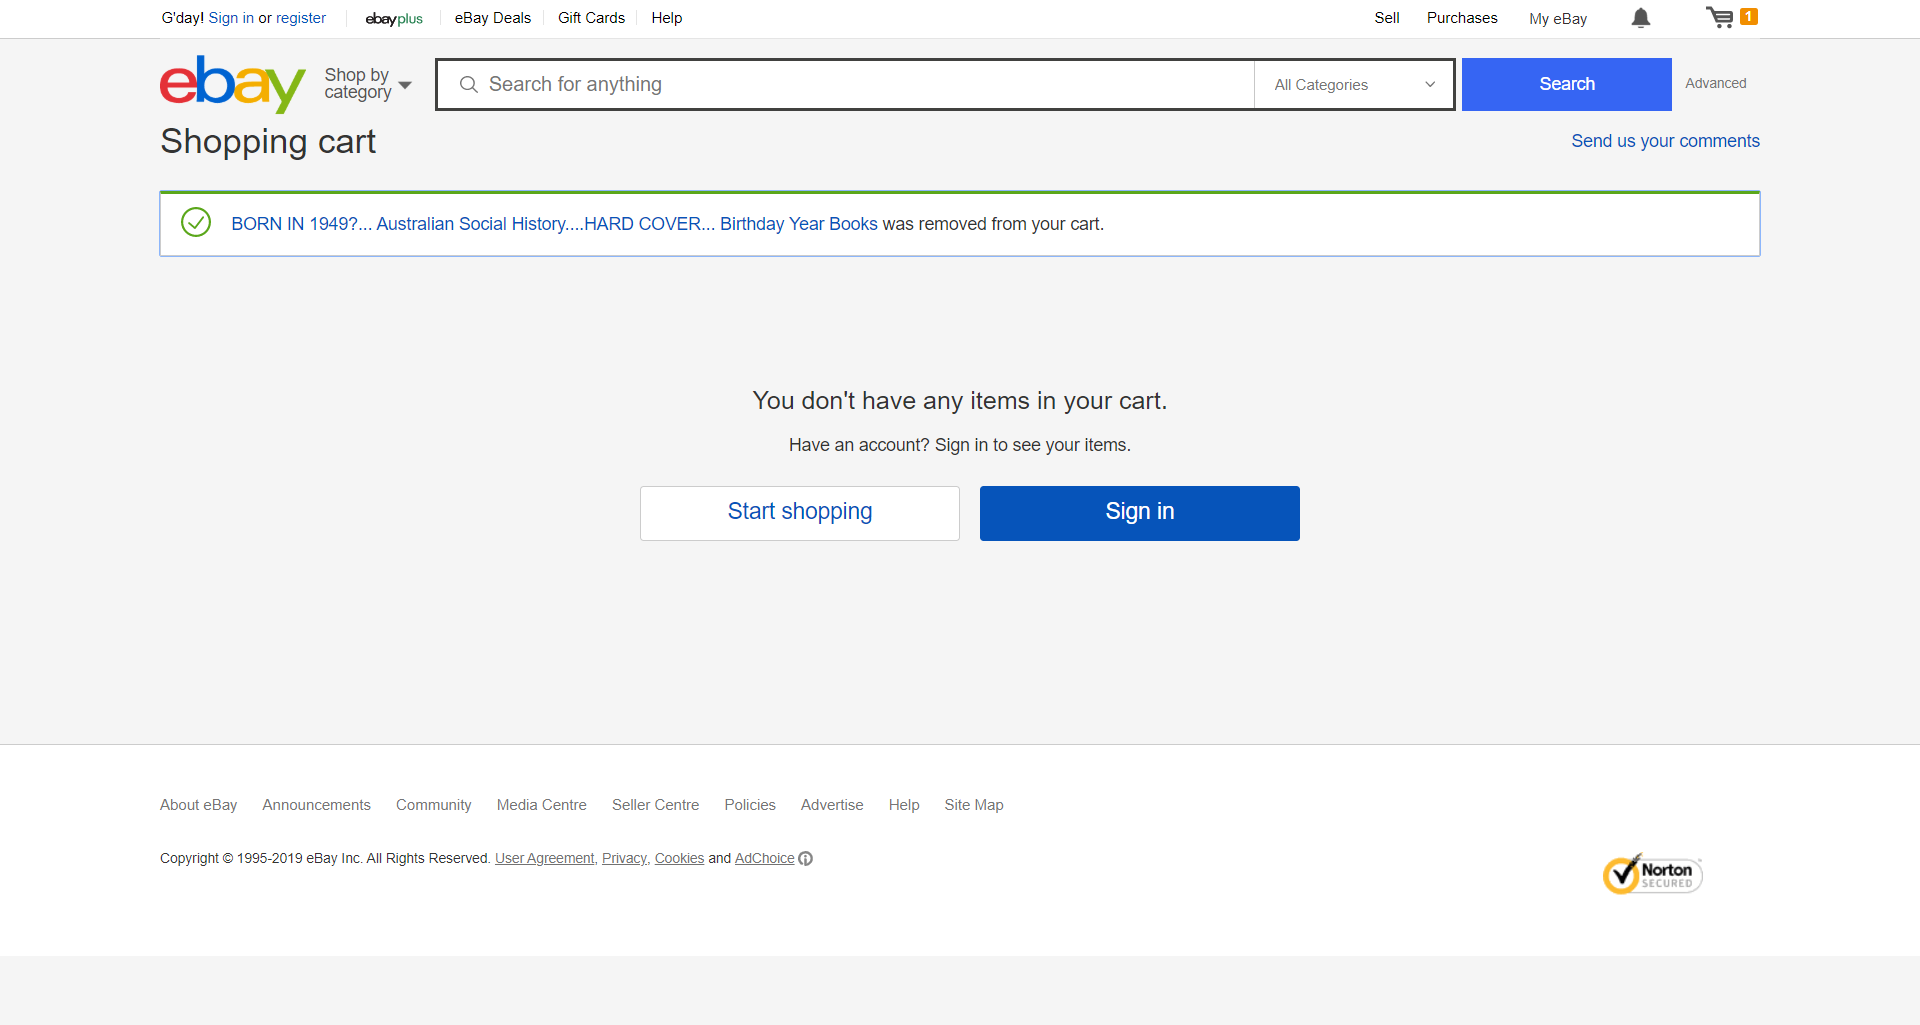 G'day! Sign in or register
ebayplus
eBay Deals
Gift Cards
Help
Sell
Purchases
My eBay
1
ebay
Shop by
category
Search for anything
All Categories
Search
Advanced
Shopping cart
Send us your comments
BORN IN 1949?... Australian Social History....HARD COVER... Birthday Year Books was removed from your cart.
You don't have any items in your cart.
Have an account? Sign in to see your items.
Start shopping
Sign in
About eBay
Announcements
Community
Media Centre
Seller Centre
Policies
Advertise
Help
Site Map
Copyright © 1995-2019 eBay Inc. All Rights Reserved. User Agreement, Privacy, Cookies and AdChoice
Norton
SECURED